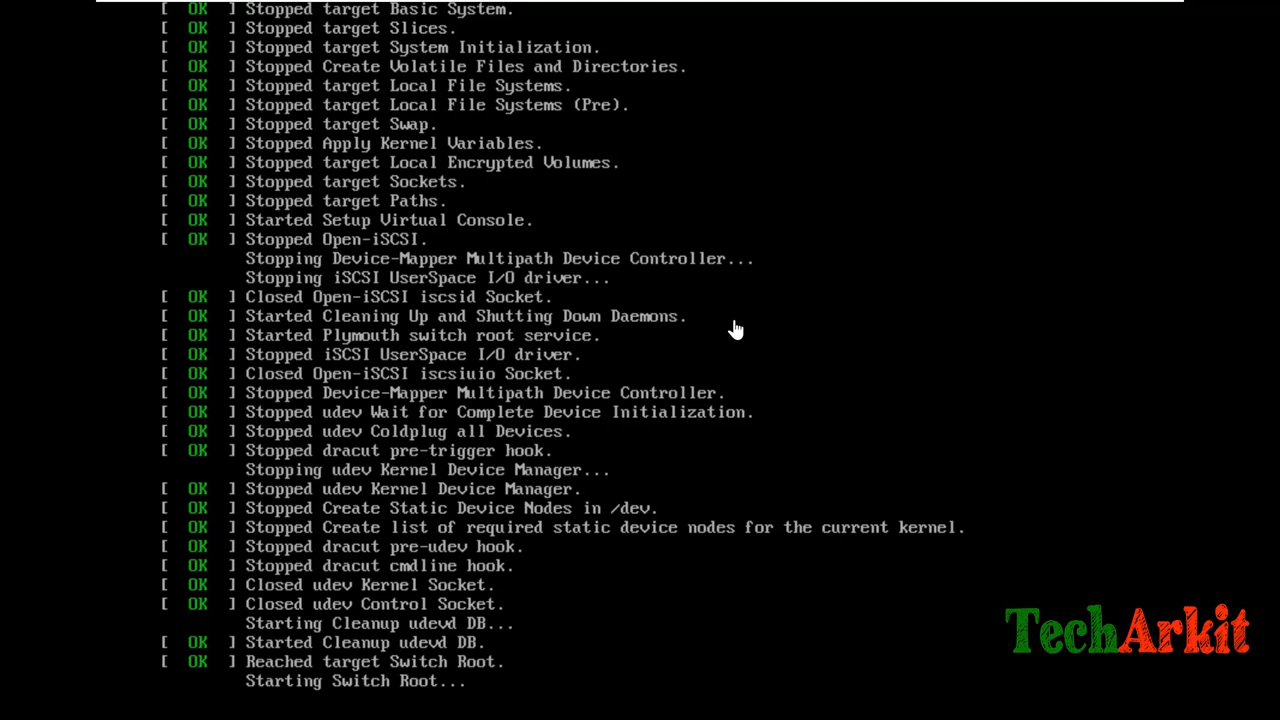 [ OK ] Stopped target Basic System.
[ OK ] Stopped target Slices.
[ OK ] Stopped target System Initialization.
[ OK ] Stopped Create Volatile Files and Directories.
[ OK ] Stopped target Local File Systems.
[ OK ] Stopped target Local File Systems (Pre).
[ OK ] Stopped target Swap.
[ OK ] Stopped Apply Kernel Variables.
[ OK ] Stopped target Local Encrypted Volumes.
[ OK ] Stopped target Sockets.
[ OK ] Stopped target Paths.
[ OK ] Started Setup Virtual Console.
[ OK ] Stopped Open-iSCSI.
Stopping Device-Mapper Multipath Device Controller...
Stopping iSCSI UserSpace I/O driver...
[ OK ] Closed Open-iSCSI iscsid Socket.
[ OK ] Started Cleaning Up and Shutting Down Daemons.
[ OK ] Started Plymouth switch root service.
[ OK ] Stopped iSCSI UserSpace I/O driver.
[ OK ] Closed Open-iSCSI iscsiuio Socket.
[ OK ] Stopped Device-Mapper Multipath Device Controller.
[ OK ] Stopped udev Wait for Complete Device Initialization.
[ OK ] Stopped udev Coldplug all Devices.
[ OK ] Stopped dracut pre-trigger hook.
Stopping udev Kernel Device Manager...
[ OK ] Stopped udev Kernel Device Manager.
[ OK ] Stopped Create Static Device Nodes in /dev.
[ OK ] Stopped Create list of required static device nodes for the current kernel.
[ OK ] Stopped dracut pre-udev hook.
[ OK ] Stopped dracut cmdline hook.
[ OK ] Closed udev Kernel Socket.
[ OK ] Closed udev Control Socket.
Starting Cleanup udevd DB...
[ OK ] Started Cleanup udevd DB.
[ OK ] Reached target Switch Root.
Starting Switch Root...
TechArkit